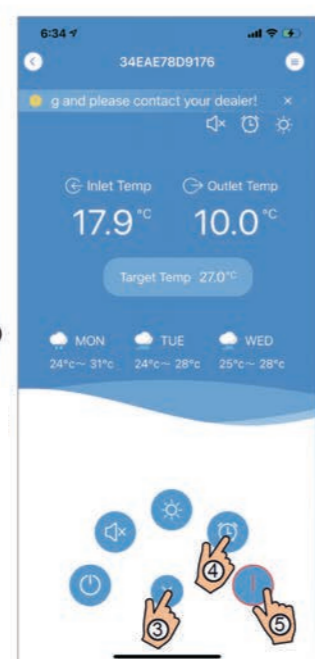 6:34
34EAE78D9176
g and please contact your dealer! ×
Inlet Temp Outlet Temp
17.9°C 10.0°C
Target Temp 27.0°C
MON TUE WED
24°c~ 31°c 24°c~ 28°c 25°c~ 28°c
④
③ ⑤